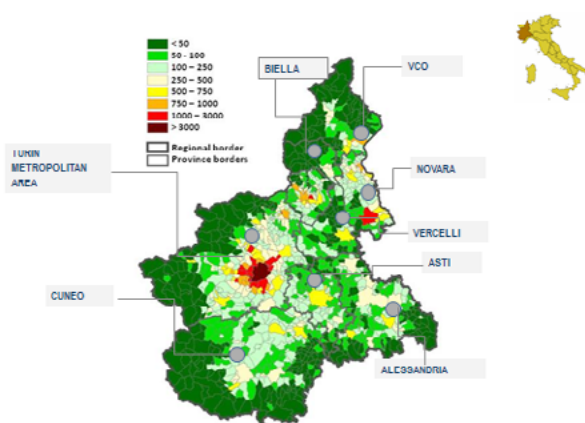 < 50
50 - 100
100 – 250
250 – 500
500 – 750
750 – 1000
1000 – 3000
> 3000
Regional border
Province borders
BIELLA
VCO
TURIN
METROPOLITAN
AREA
NOVARA
VERCELLI
ASTI
CUNEO
ALESSANDRIA